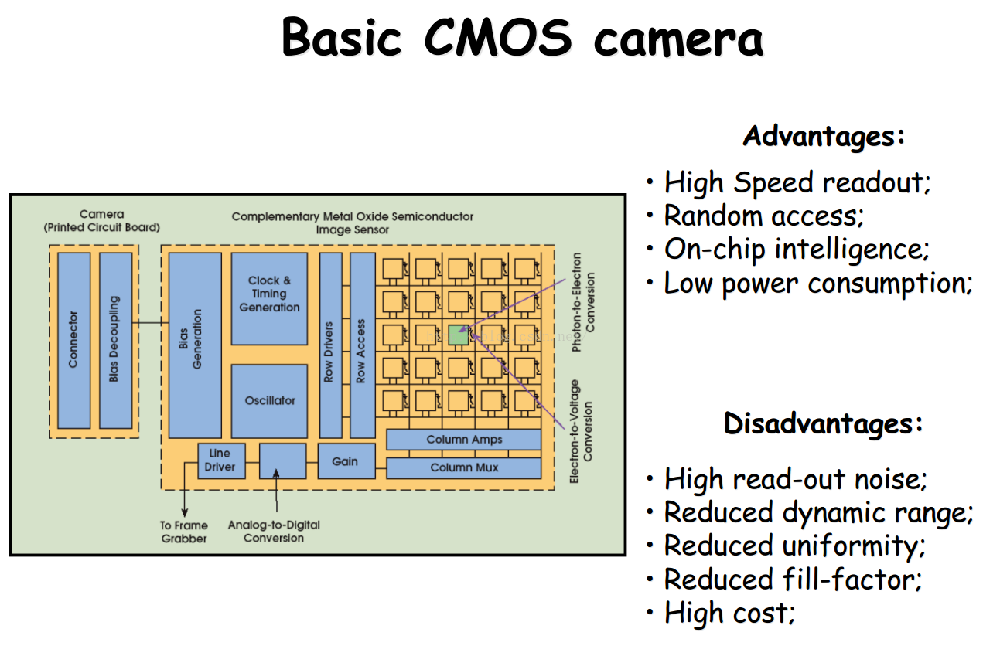 Basic CMOS camera
Camera
(Printed Circuit Board)
Complementary Metal Oxide Semiconductor
Image Sensor
Connector
Bias Decoupling
Bias
Generation
Clock &
Timing
Generation
Oscillator
Row Drivers
Row Access
Photon-to-Electron
Conversion
Electron-to-Voltage
Conversion
Column Amps
Column Mux
Line
Driver
Gain
To Frame
Grabber
Analog-to-Digital
Conversion
Advantages:
• High Speed readout;
• Random access;
• On-chip intelligence;
• Low power consumption;
Disadvantages:
• High read-out noise;
• Reduced dynamic range;
• Reduced uniformity;
• Reduced fill-factor;
• High cost;